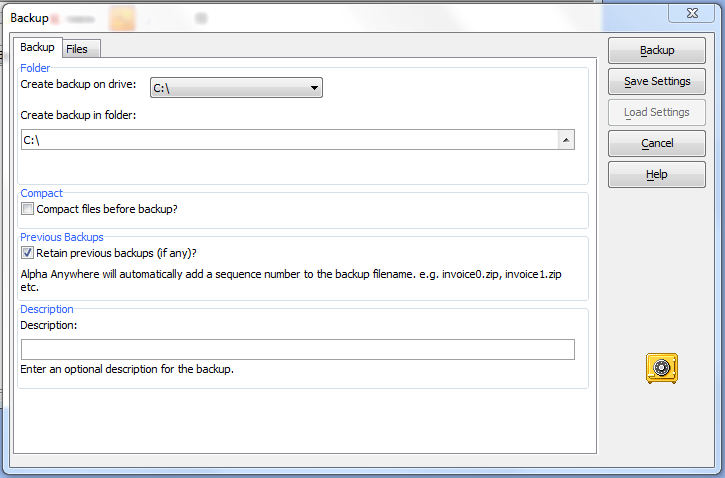 Backup
Backup
Files
Folder
Create backup on drive:
C:\
Create backup in folder:
C:\
Compact
Compact files before backup?
Previous Backups
Retain previous backups (if any)?
Alpha Anywhere will automatically add a sequence number to the backup filename. e.g. invoice0.zip, invoice1.zip
etc.
Description
Description:
Enter an optional description for the backup.
Backup
Save Settings
Load Settings
Cancel
Help